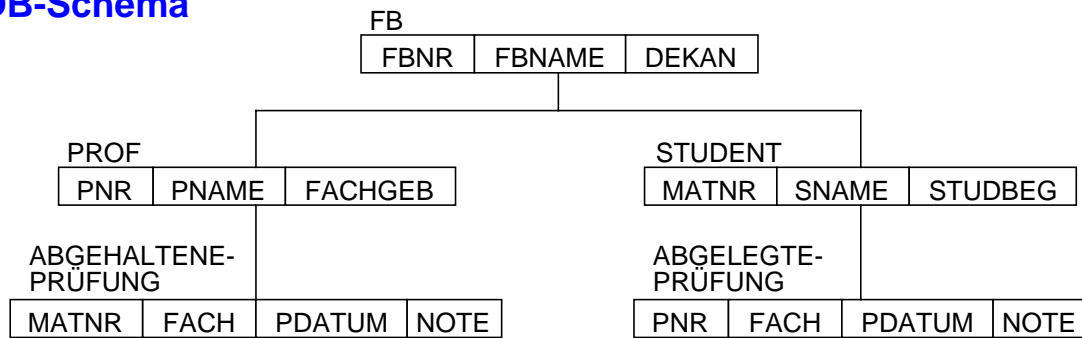 DB-Schema
FB
FBNR FBNAME DEKAN
PROF
PNR PNAME FACHGEB
STUDENT
MATNR SNAME STUDBEG
ABGEHALTENE-
PRÜFUNG
MATNR FACH PDATUM NOTE
ABGELEGTE-
PRÜFUNG
PNR FACH PDATUM NOTE